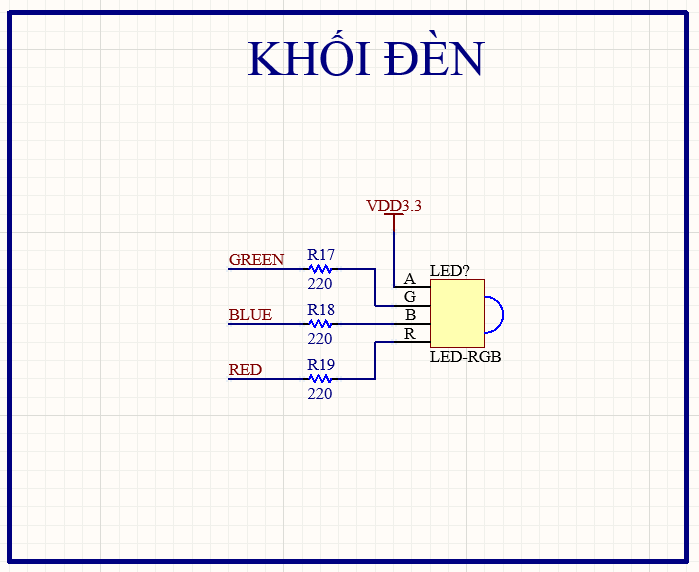 KHỐI ĐÈN
VDD3.3
GREEN
R17
220
BLUE
R18
220
RED
R19
220
LED?
A
G
B
R
LED-RGB